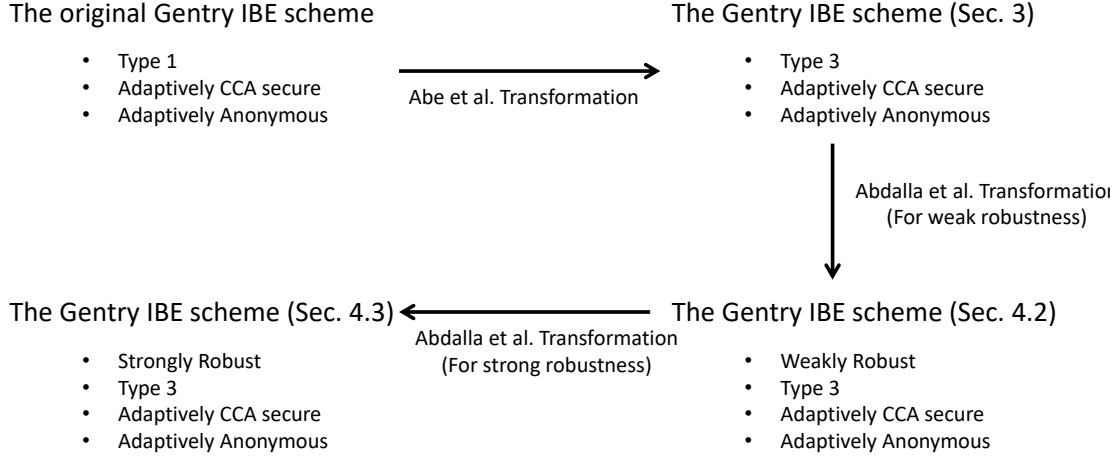 The original Gentry IBE scheme
• Type 1
• Adaptively CCA secure
• Adaptively Anonymous
Abe et al. Transformation
The Gentry IBE scheme (Sec. 3)
• Type 3
• Adaptively CCA secure
• Adaptively Anonymous
Abdalla et al. Transformation
(For weak robustness)
The Gentry IBE scheme (Sec. 4.2)
• Weakly Robust
• Type 3
• Adaptively CCA secure
• Adaptively Anonymous
Abdalla et al. Transformation
(For strong robustness)
The Gentry IBE scheme (Sec. 4.3)
• Strongly Robust
• Type 3
• Adaptively CCA secure
• Adaptively Anonymous